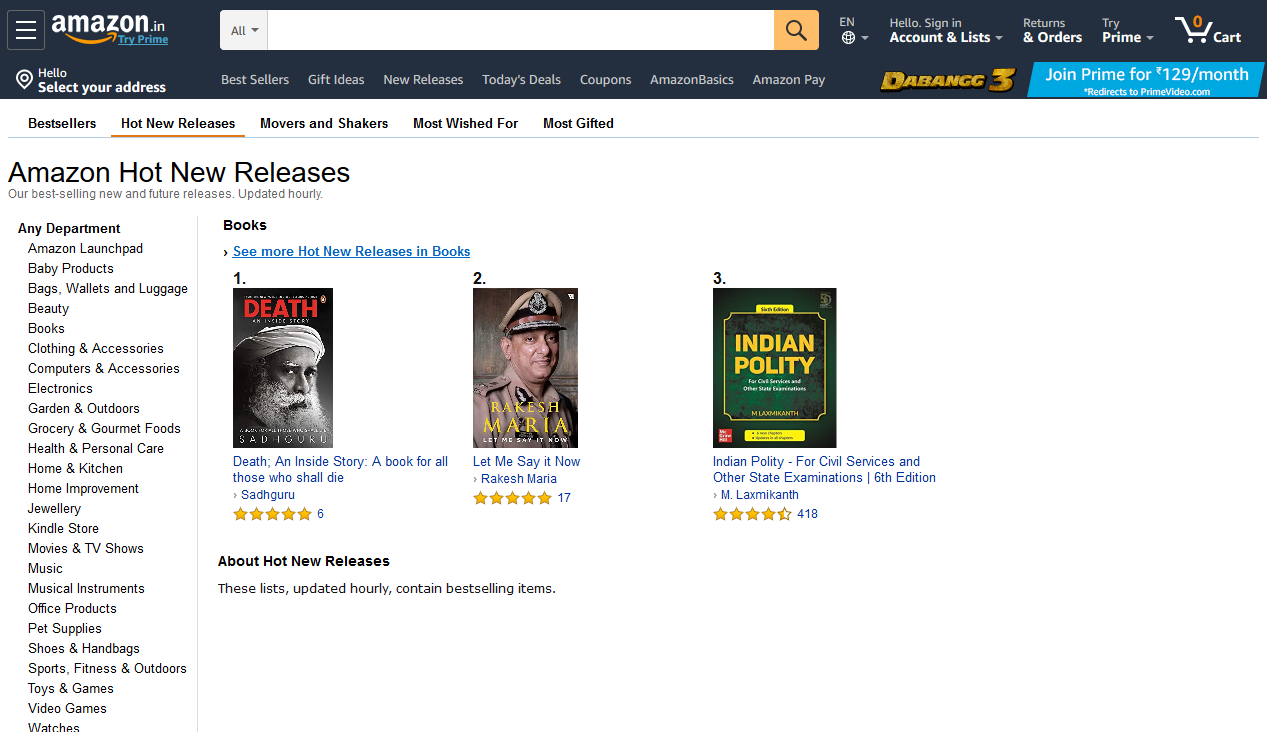 amazon.in
Try Prime
All
EN
Hello. Sign in
Account & Lists
Returns
& Orders
Try
Prime
0
Cart
Hello
Select your address
Best Sellers
Gift Ideas
New Releases
Today's Deals
Coupons
AmazonBasics
Amazon Pay
DABANGG 3
Join Prime for ₹129/month
*Redirects to PrimeVideo.com
Bestsellers
Hot New Releases
Movers and Shakers
Most Wished For
Most Gifted
Amazon Hot New Releases
Our best-selling new and future releases. Updated hourly.
Any Department
Amazon Launchpad
Baby Products
Bags, Wallets and Luggage
Beauty
Books
Clothing & Accessories
Computers & Accessories
Electronics
Garden & Outdoors
Grocery & Gourmet Foods
Health & Personal Care
Home & Kitchen
Home Improvement
Jewellery
Kindle Store
Movies & TV Shows
Music
Musical Instruments
Office Products
Pet Supplies
Shoes & Handbags
Sports, Fitness & Outdoors
Toys & Games
Video Games
Watches
Books
› See more Hot New Releases in Books
1.
DEATH
AN INSIDE STORY
A BOOK FOR ALL THOSE WHO SHALL DIE
SADHGURU
Death; An Inside Story: A book for all
those who shall die
› Sadhguru
6
2.
RAKESH
MARIA
LET ME SAY IT NOW
Let Me Say it Now
› Rakesh Maria
17
3.
Sixth Edition
INDIAN
POLITY
For Civil Services and
Other State Examinations
M LAXMIKANTH
Indian Polity - For Civil Services and
Other State Examinations | 6th Edition
› M. Laxmikanth
418
About Hot New Releases
These lists, updated hourly, contain bestselling items.